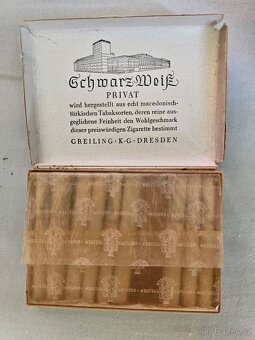 Schwarz-Weiß
PRIVAT
wird hergestellt aus echt macedonisch-
türkischen Tabaksorten, deren reine aus-
geglichene Feinheit den Wohlgeschmack
dieser preiswürdigen Zigarette bestimmt
GREILING · K·G · DRESDEN